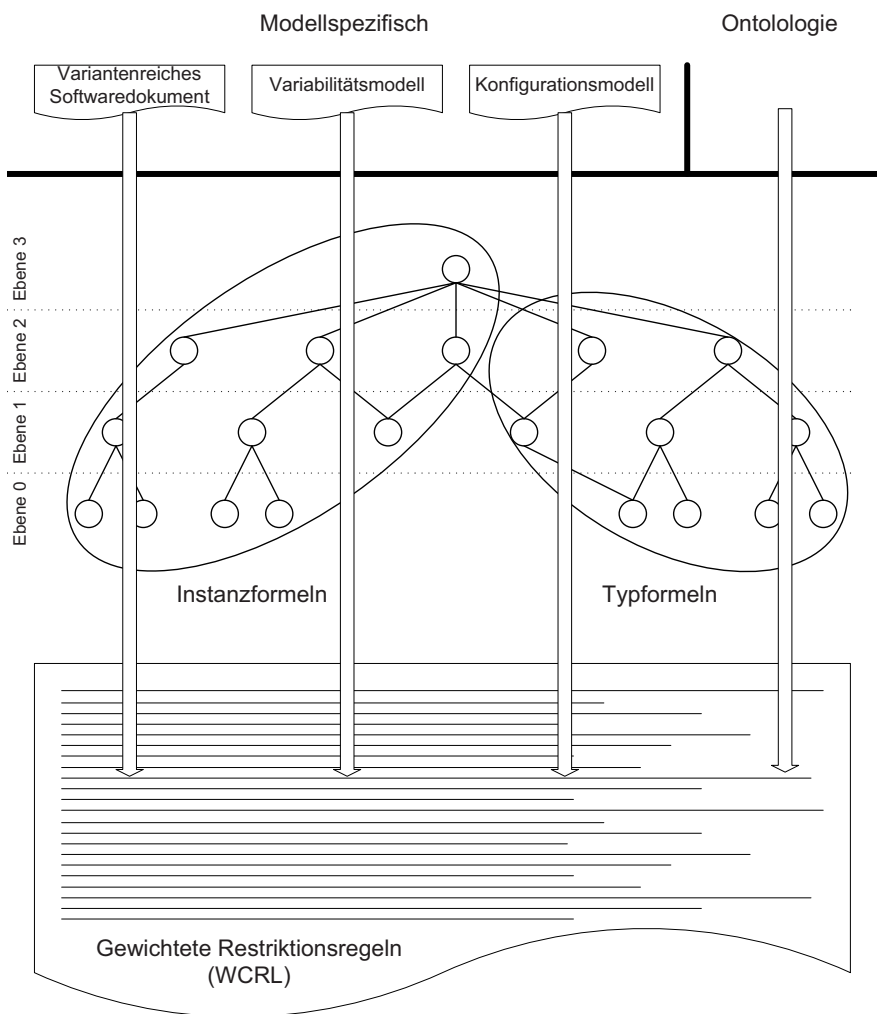 Modellspezifisch
Ontolologie
Variantenreiches
Softwaredokument
Variabilitätsmodell
Konfigurationsmodell
Ebene 3
Ebene 2
Ebene 1
Ebene 0
Instanzformeln
Typformeln
Gewichtete Restriktionsregeln
(WCRL)